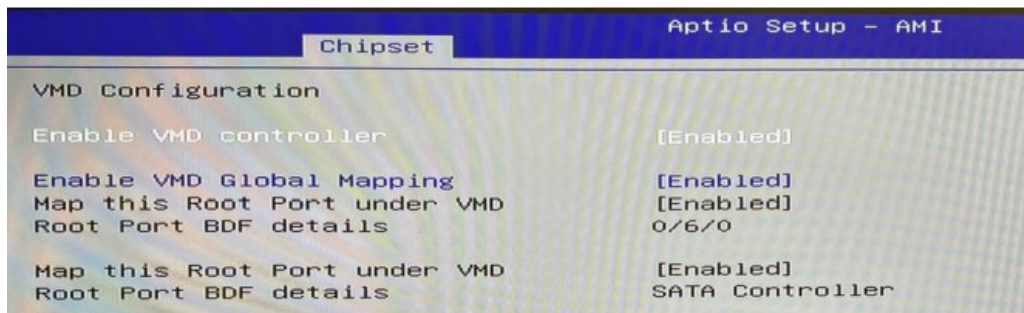 Aptio Setup - AMI
Chipset
VMD Configuration
Enable VMD controller [Enabled]
Enable VMD Global Mapping [Enabled]
Map this Root Port under VMD [Enabled]
Root Port BDF details 0/6/0
Map this Root Port under VMD [Enabled]
Root Port BDF details SATA Controller